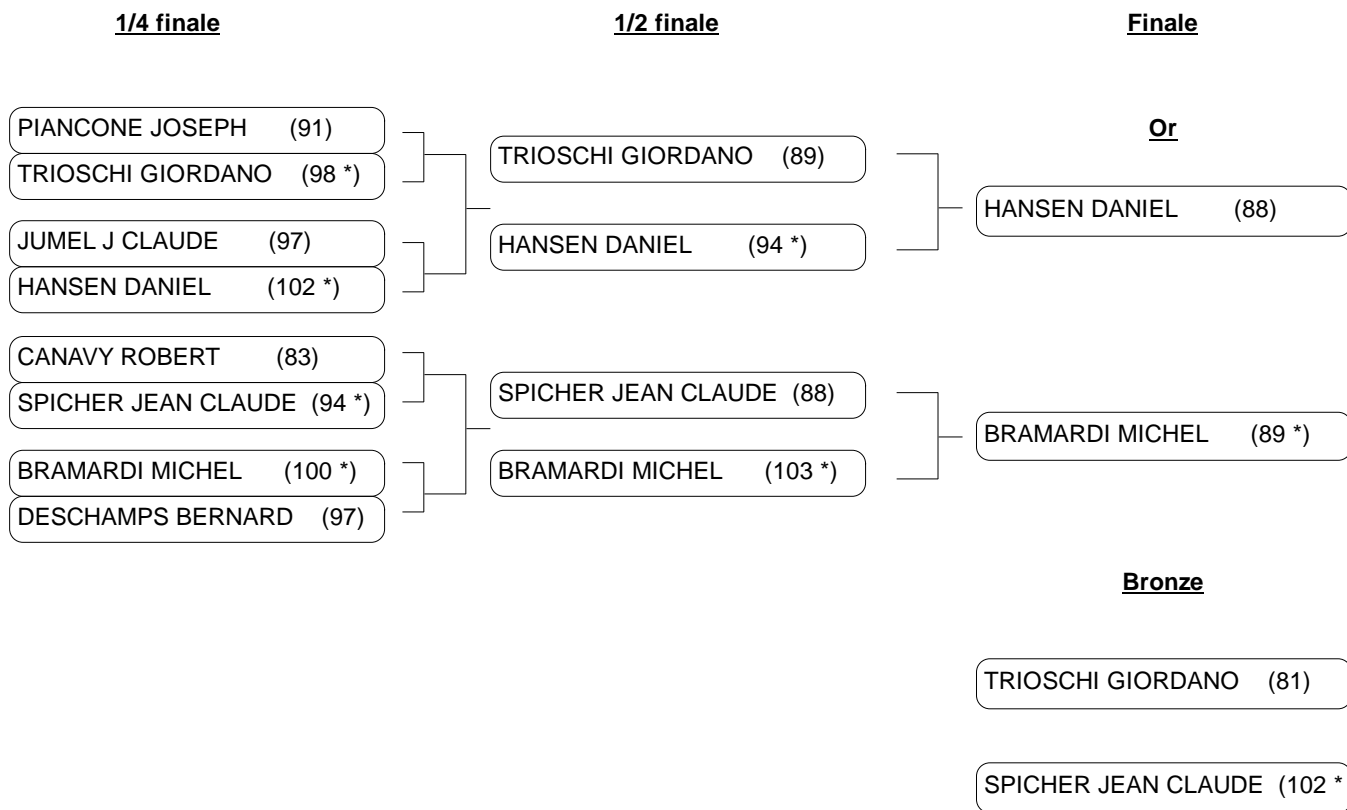 1/4 finale
1/2 finale
Finale
PIANCONE JOSEPH (91)
TRIOSCHI GIORDANO (98 *)
JUMEL J CLAUDE (97)
HANSEN DANIEL (102 *)
CANAVY ROBERT (83)
SPICHER JEAN CLAUDE (94 *)
BRAMARDI MICHEL (100 *)
DESCHAMPS BERNARD (97)
TRIOSCHI GIORDANO (89)
HANSEN DANIEL (94 *)
SPICHER JEAN CLAUDE (88)
BRAMARDI MICHEL (103 *)
Or
HANSEN DANIEL (88)
BRAMARDI MICHEL (89 *)
Bronze
TRIOSCHI GIORDANO (81)
SPICHER JEAN CLAUDE (102 *